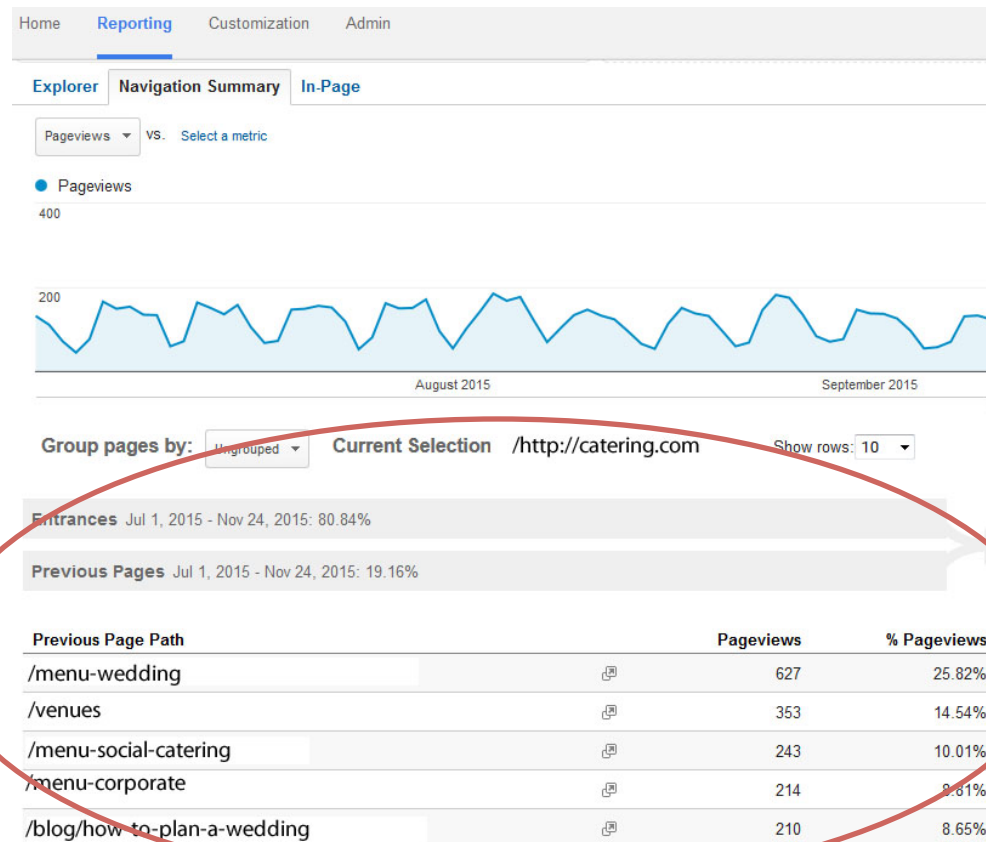 Home Reporting Customization Admin
Explorer Navigation Summary In-Page
Pageviews VS. Select a metric
Pageviews
400
200
August 2015 September 2015
Group pages by: Ungrouped Current Selection /http://catering.com Show rows: 10
Entrances Jul 1, 2015 - Nov 24, 2015: 80.84%
Previous Pages Jul 1, 2015 - Nov 24, 2015: 19.16%
Previous Page Path Pageviews % Pageviews
/menu-wedding 627 25.82%
/venues 353 14.54%
/menu-social-catering 243 10.01%
/menu-corporate 214 8.81%
/blog/how-to-plan-a-wedding 210 8.65%